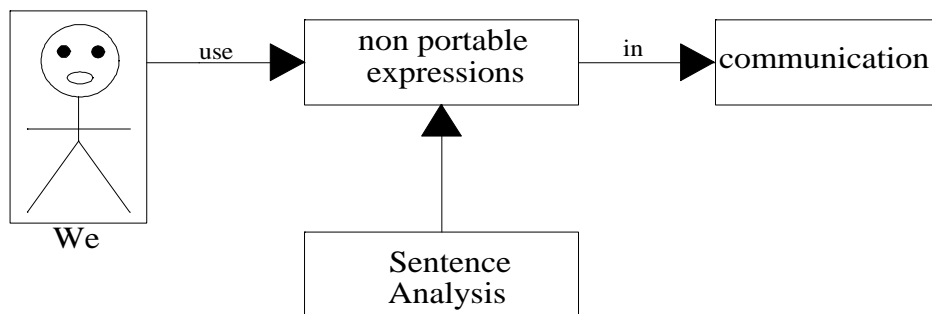 use
non portable
expressions
in
communication
We
Sentence
Analysis